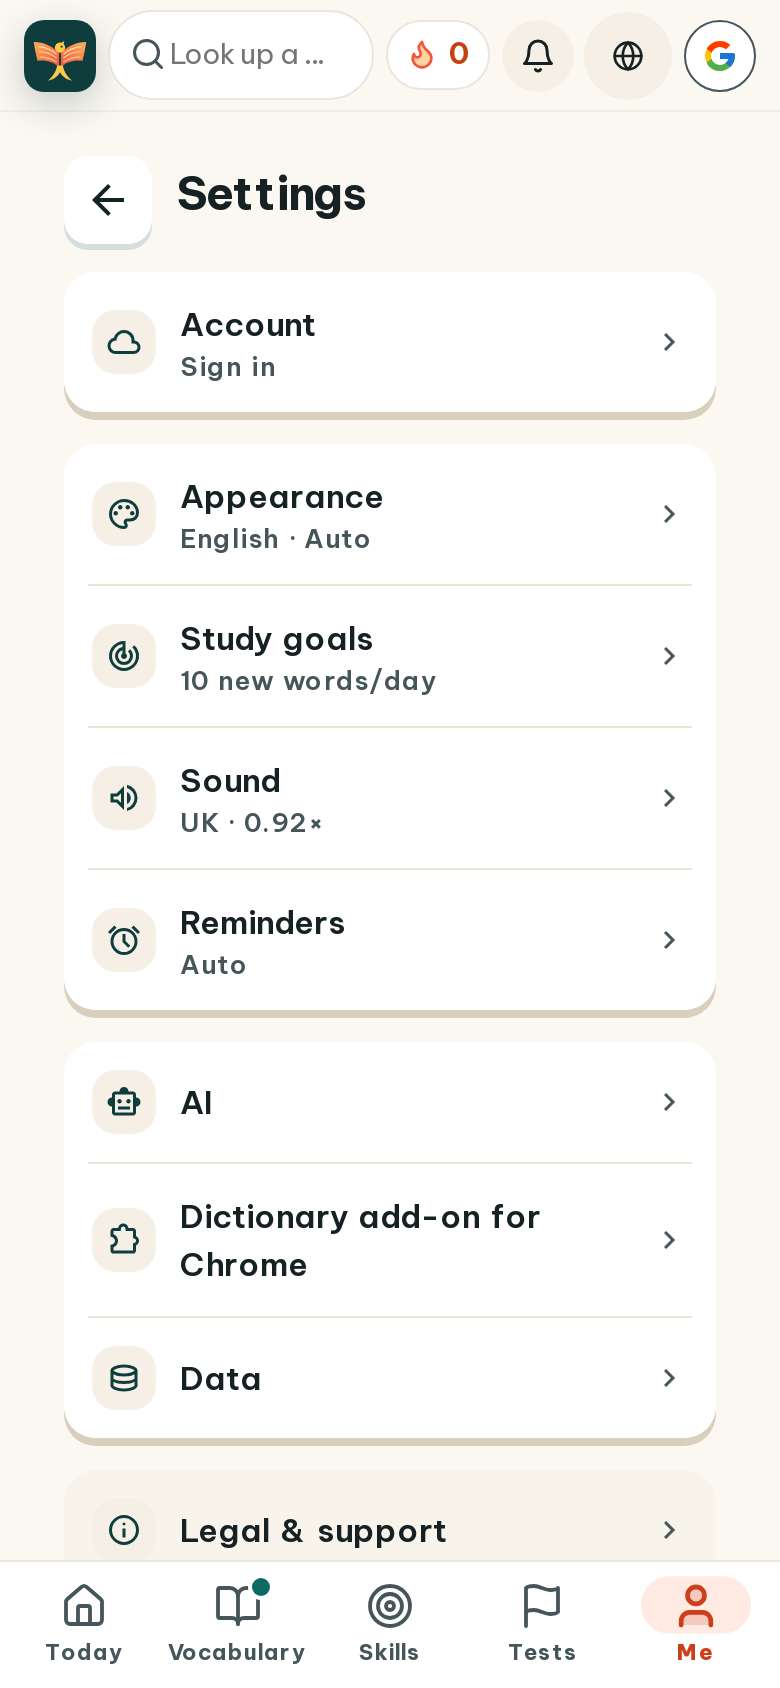 Look up a ...
0
Settings
Account
Sign in
Appearance
English · Auto
Study goals
10 new words/day
Sound
UK · 0.92×
Reminders
Auto
AI
Dictionary add-on for
Chrome
Data
Legal & support
Today
Vocabulary
Skills
Tests
Me